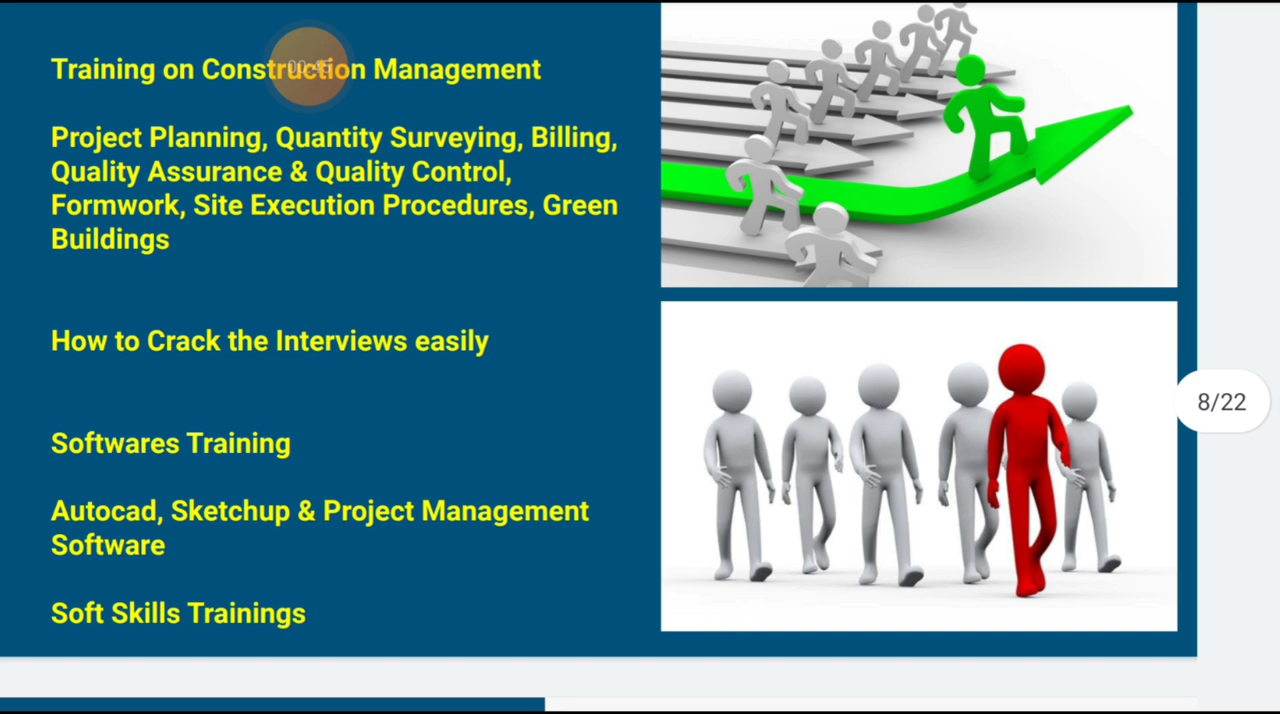 Training on Construction Management
Project Planning, Quantity Surveying, Billing,
Quality Assurance & Quality Control,
Formwork, Site Execution Procedures, Green
Buildings
How to Crack the Interviews easily
8/22
Softwares Training
Autocad, Sketchup & Project Management
Software
Soft Skills Trainings